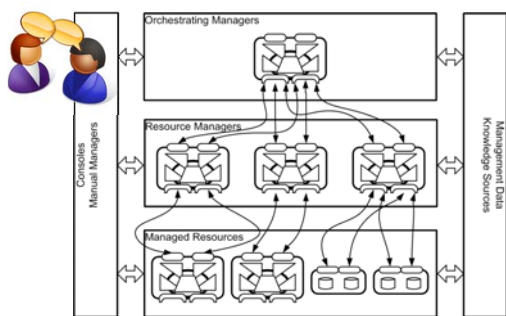 Orchestrating Managers
Resource Managers
Managed Resources
Consoles
Manual Managers
Management Data
Knowledge Sources